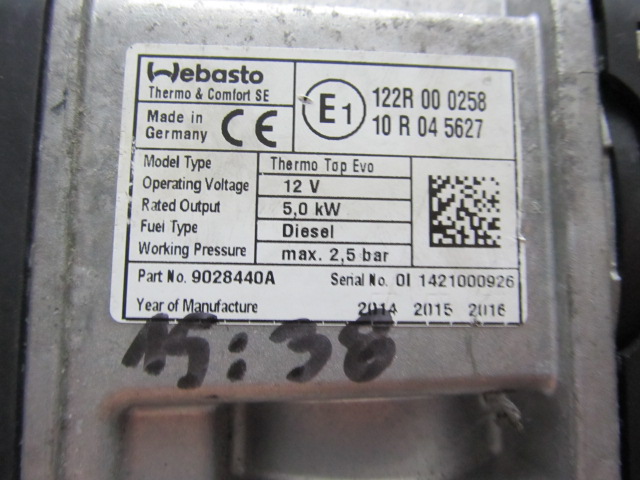 Webasto
Thermo & Comfort SE
Made in
Germany
CE
E1
122R 00 0258
10 R 04 5627
Model Type Thermo Top Evo
Operating Voltage 12 V
Rated Output 5,0 kW
Fuel Type Diesel
Working Pressure max. 2,5 bar
Part No. 9028440A Serial No. 01 1421000926
Year of Manufacture 2014 2015 2016
15:38